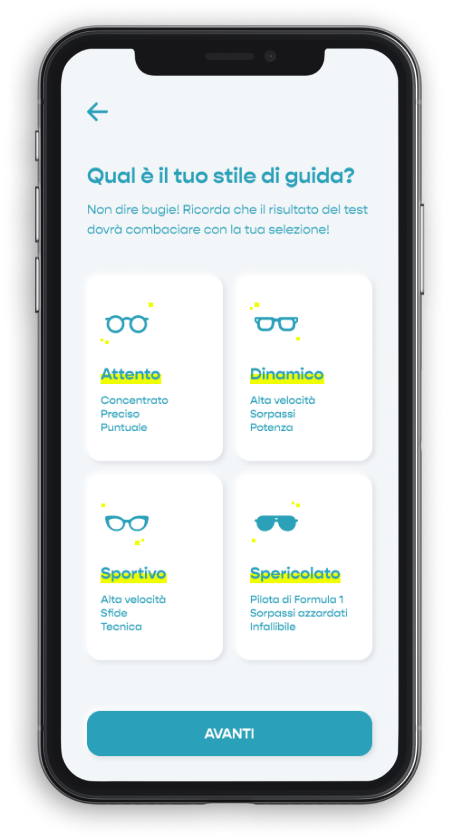 Qual è il tuo stile di guida?
Non dire bugie! Ricorda che il risultato del test
dovrà combaciare con la tua selezione!
Attento
Concentrato
Preciso
Puntuale
Dinamico
Alta velocità
Sorpassi
Potenza
Sportivo
Alta velocità
Sfide
Tecnica
Spericolato
Pilota di Formula 1
Sorpassi azzardati
Infallibile
AVANTI